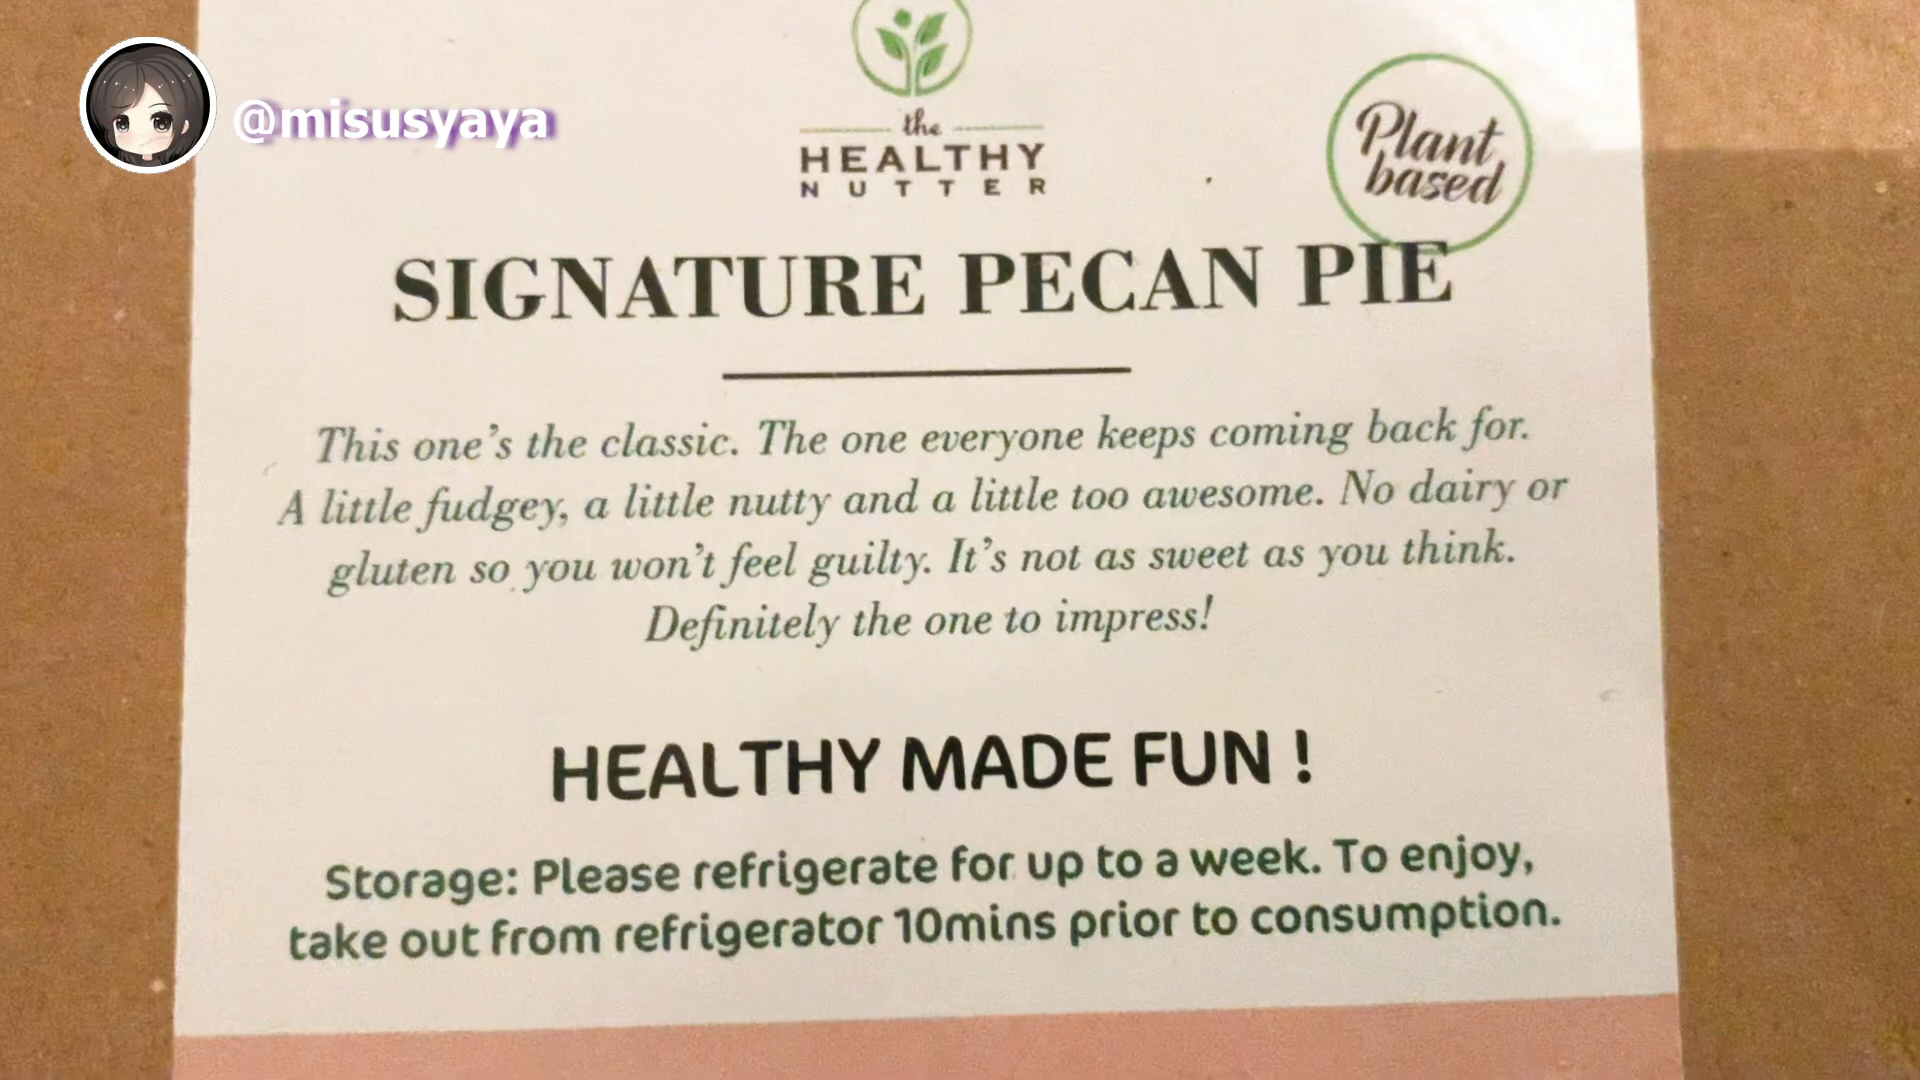 @misusyaya
the
HEALTHY
NUTTER
Plant
based
SIGNATURE PECAN PIE
This one's the classic. The one everyone keeps coming back for.
A little fudgey, a little nutty and a little too awesome. No dairy or
gluten so you won't feel guilty. It's not as sweet as you think.
Definitely the one to impress!
HEALTHY MADE FUN !
Storage: Please refrigerate for up to a week. To enjoy,
take out from refrigerator 10mins prior to consumption.